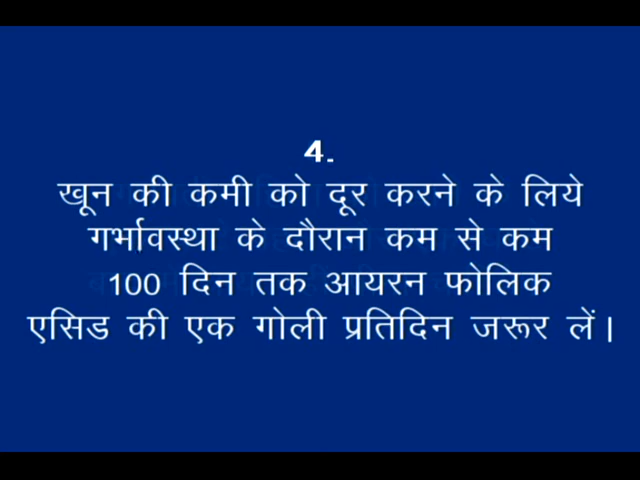 4.
खून की कमी को दूर करने के लिये
गर्भावस्था के दौरान कम से कम
100 दिन तक आयरन फोलिक
एसिड की एक गोली प्रतिदिन जरूर लें।